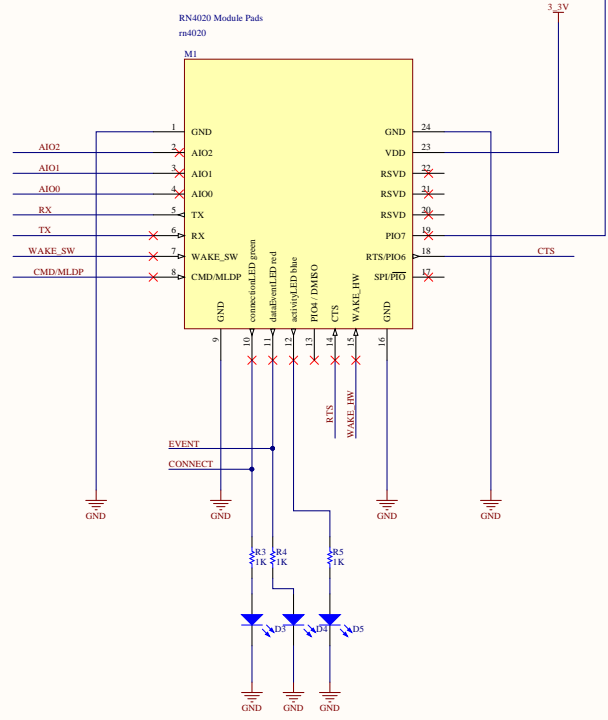 3_3V
RN4020 Module Pads
rn4020
M1
1 GND
GND 24
AIO2 2 AIO2
VDD 23
AIO1 3 AIO1
RSVD 22
AIO0 4 AIO0
RSVD 21
RX 5 TX
RSVD 20
TX 6 RX
PIO7 19
WAKE_SW 7 WAKE_SW
RTS/PIO6 18 CTS
CMD/MLDP 8 CMD/MLDP
SPI/PIO 17
GND
connectionLED green
dataEventLED red
activityLED blue
PIO4 / DMISO
CTS
WAKE_HW
GND
9
10
11
12
13
14
15
16
RTS
WAKE_HW
EVENT
CONNECT
GND
GND
GND
GND
R3
1K
R4
1K
R5
1K
D3
D4
D5
GND
GND
GND